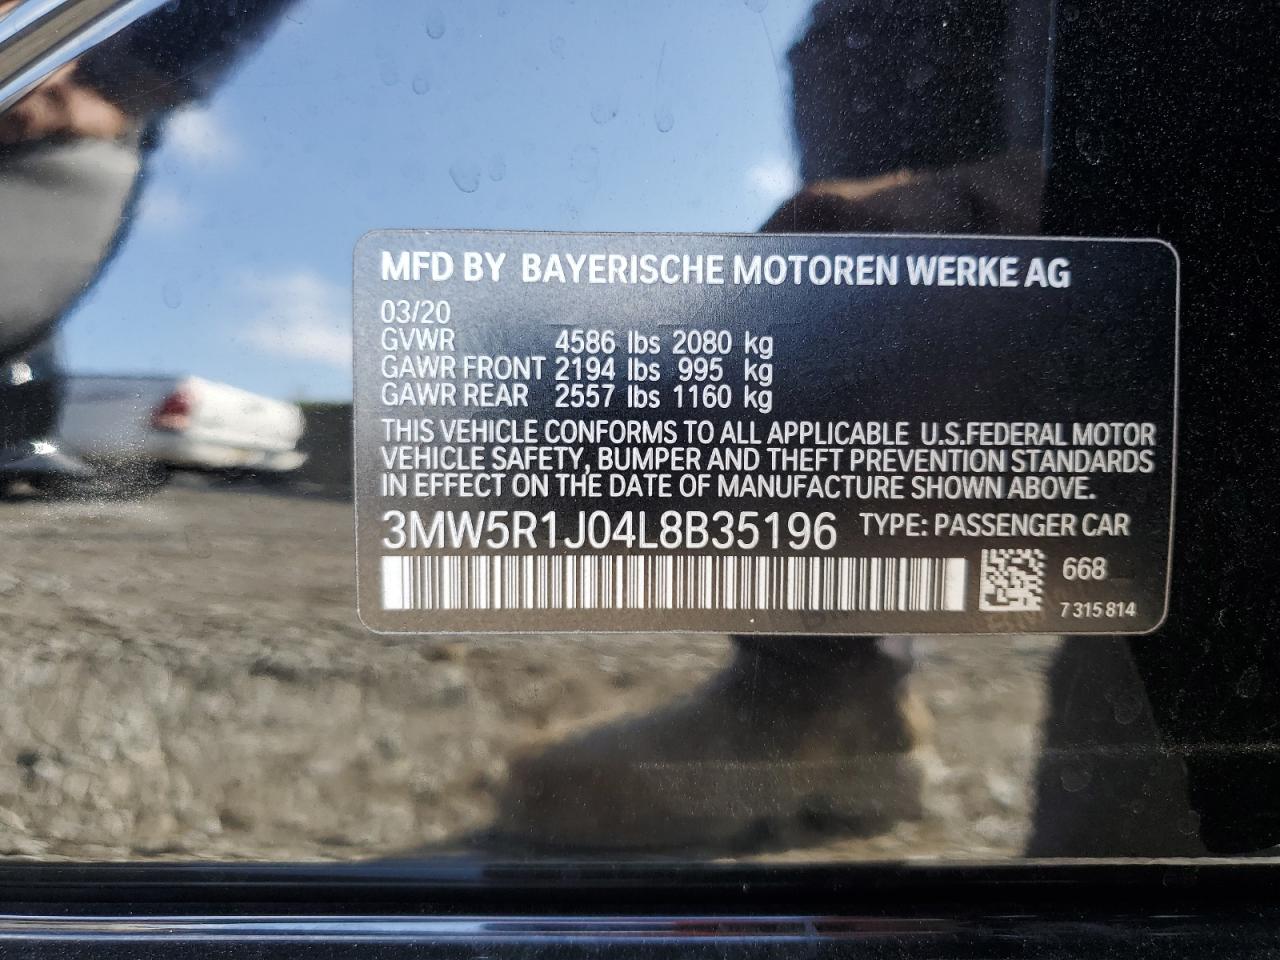 MFD BY BAYERISCHE MOTOREN WERKE AG
03/20
GVWR 4586 lbs 2080 kg
GAWR FRONT 2194 lbs 995 kg
GAWR REAR 2557 lbs 1160 kg
THIS VEHICLE CONFORMS TO ALL APPLICABLE U.S.FEDERAL MOTOR
VEHICLE SAFETY, BUMPER AND THEFT PREVENTION STANDARDS
IN EFFECT ON THE DATE OF MANUFACTURE SHOWN ABOVE.
3MW5R1J04L8B35196 TYPE: PASSENGER CAR
668
7 315 814